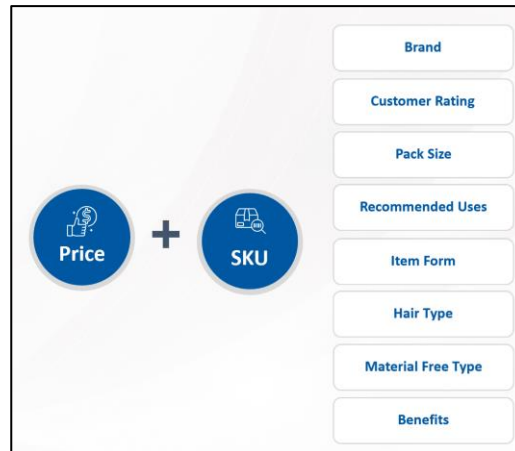 Brand
Customer Rating
Pack Size
Recommended Uses
Item Form
Hair Type
Material Free Type
Benefits
Price
+
SKU